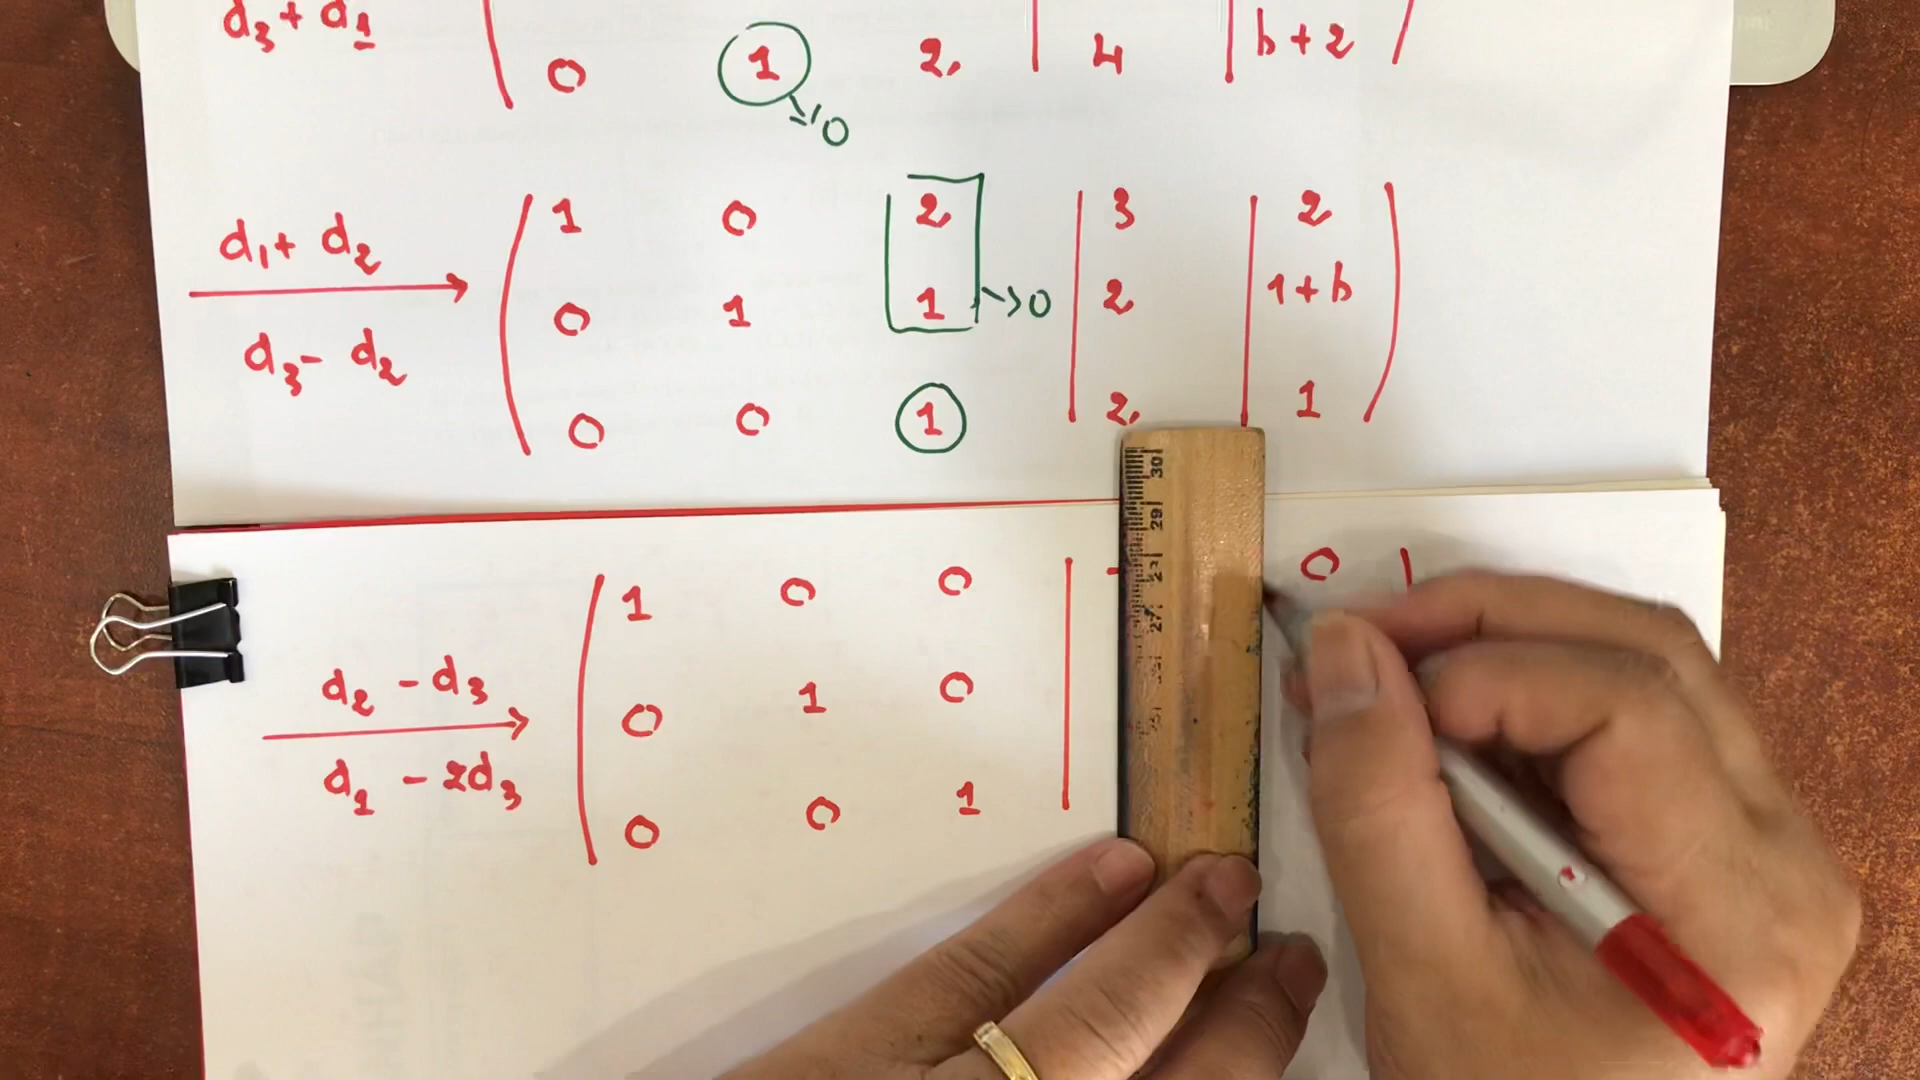 d₃ + d₁
0 1 2 | 4 | b + 2
≠ 0
1 0 2 | 3 | 2
d₁ + d₂
0 1 1 → 0 | 2 | 1 + b
d₃ - d₂
0 0 1 | 2 | 1
30
29
27
1 0 0 | - 0
d₂ - d₃
0 1 0
d₁ - 2d₃
0 0 1